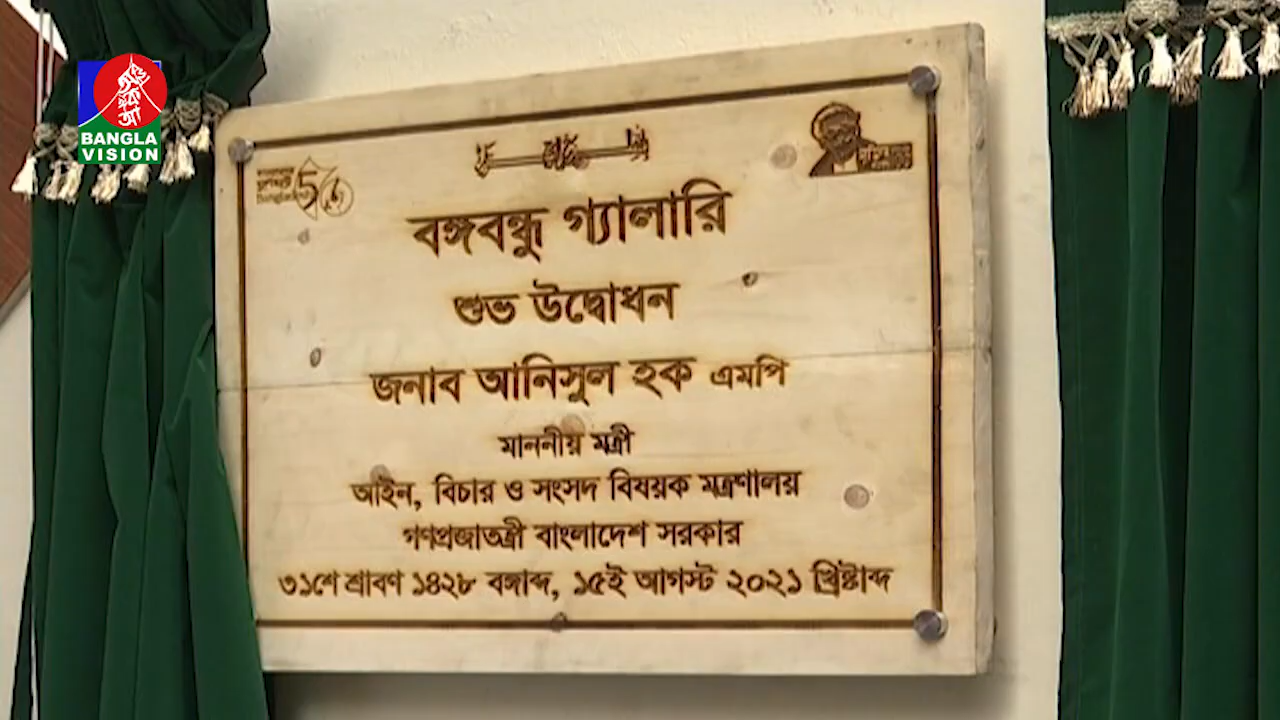 BANGLA
VISION
বঙ্গবন্ধু গ্যালারি
শুভ উদ্বোধন
জনাব আনিসুল হক এমপি
মাননীয় মন্ত্রী
আইন, বিচার ও সংসদ বিষয়ক মন্ত্রণালয়
গণপ্রজাতন্ত্রী বাংলাদেশ সরকার
৩১শে শ্রাবণ ১৪২৮ বঙ্গাব্দ, ১৫ই আগস্ট ২০২১ খ্রিষ্টাব্দ